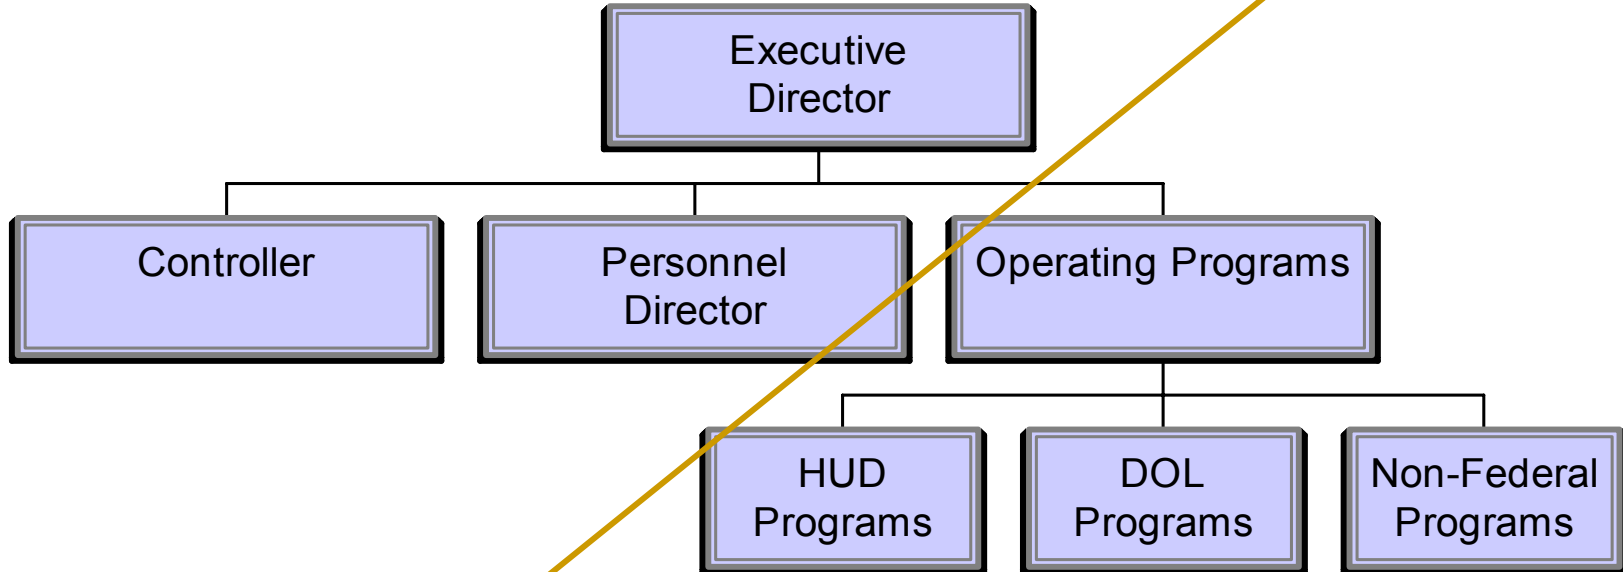 Executive
Director
Controller
Personnel
Director
Operating Programs
HUD
Programs
DOL
Programs
Non-Federal
Programs